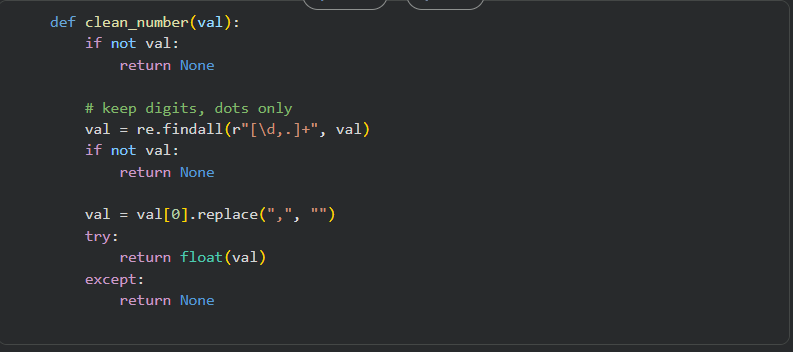 def clean_number(val):
    if not val:
        return None

    # keep digits, dots only
    val = re.findall(r"[\d,.]+", val)
    if not val:
        return None

    val = val[0].replace(",", "")
    try:
        return float(val)
    except:
        return None